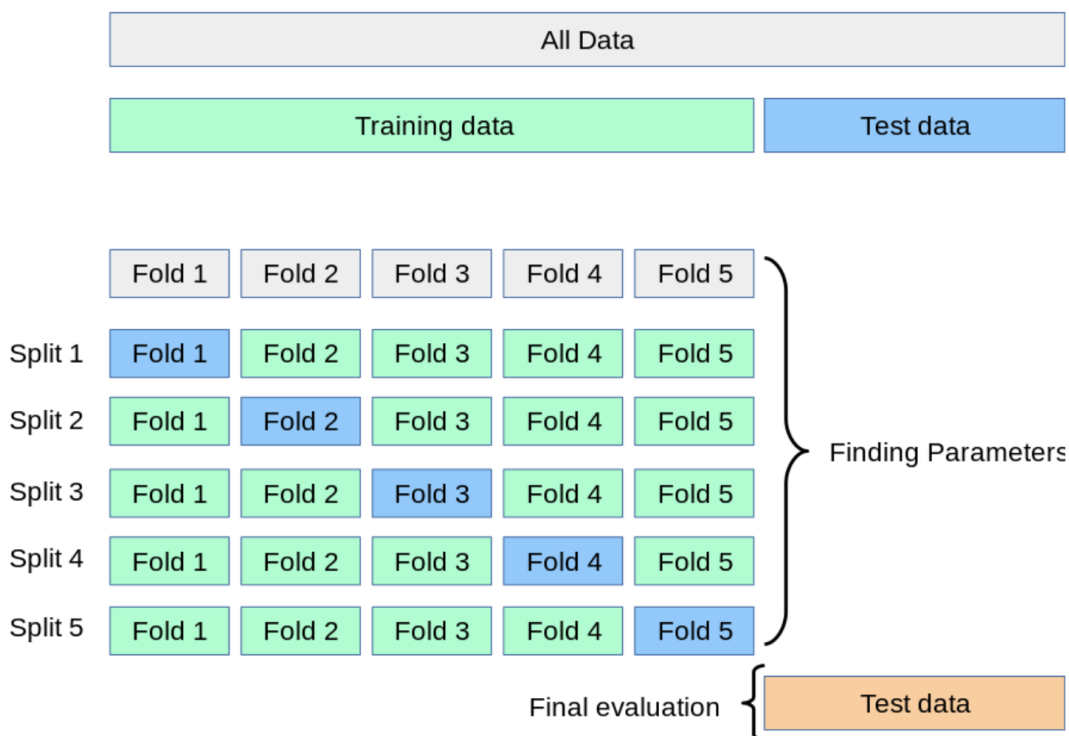 All Data
Training data Test data
Fold 1 Fold 2 Fold 3 Fold 4 Fold 5
Split 1 Fold 1 Fold 2 Fold 3 Fold 4 Fold 5
Split 2 Fold 1 Fold 2 Fold 3 Fold 4 Fold 5
Finding Parameters
Split 3 Fold 1 Fold 2 Fold 3 Fold 4 Fold 5
Split 4 Fold 1 Fold 2 Fold 3 Fold 4 Fold 5
Split 5 Fold 1 Fold 2 Fold 3 Fold 4 Fold 5
Final evaluation Test data